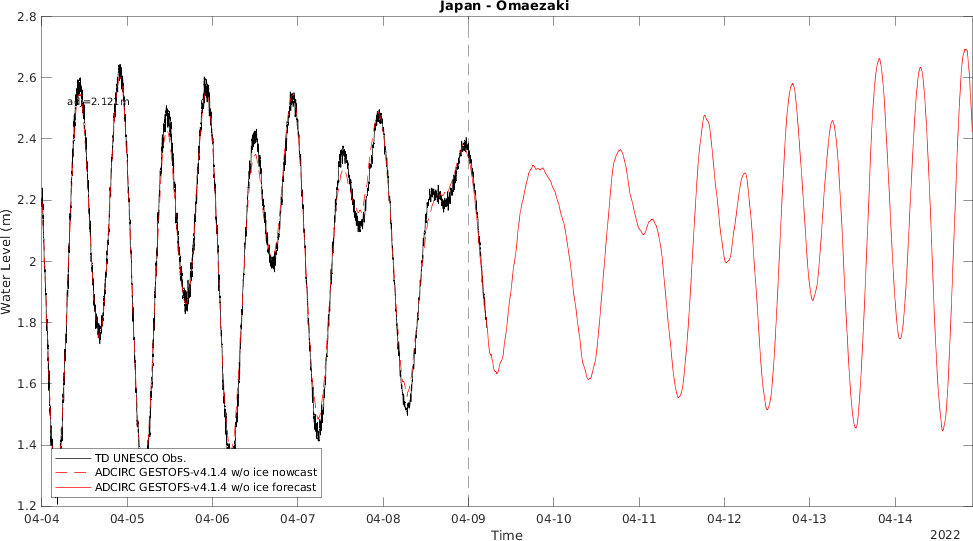 Japan - Omaezaki
2.8
2.6
2.4
2.2
2
1.8
1.6
1.4
1.2
Water Level (m)
TD UNESCO Obs.
ADCIRC GESTOFS-v4.1.4 w/o ice nowcast
ADCIRC GESTOFS-v4.1.4 w/o ice forecast
04-04 04-05 04-06 04-07 04-08 04-09 04-10 04-11 04-12 04-13 04-14
Time
2022